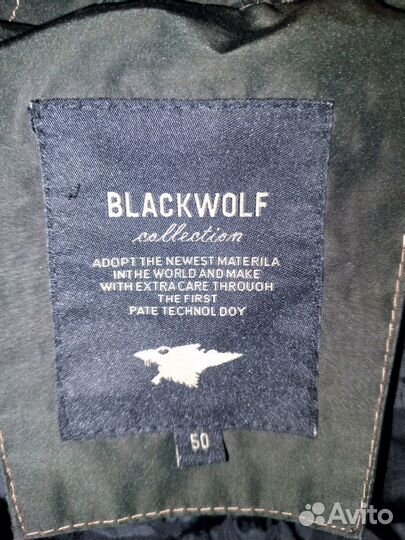 BLACKWOLF
collection
ADOPT THE NEWEST MATERILA
INTHE WORLD AND MAKE
WITH EXTRA CARE THROUOH
THE FIRST
PATE TECHNOL DOY
50
Avito